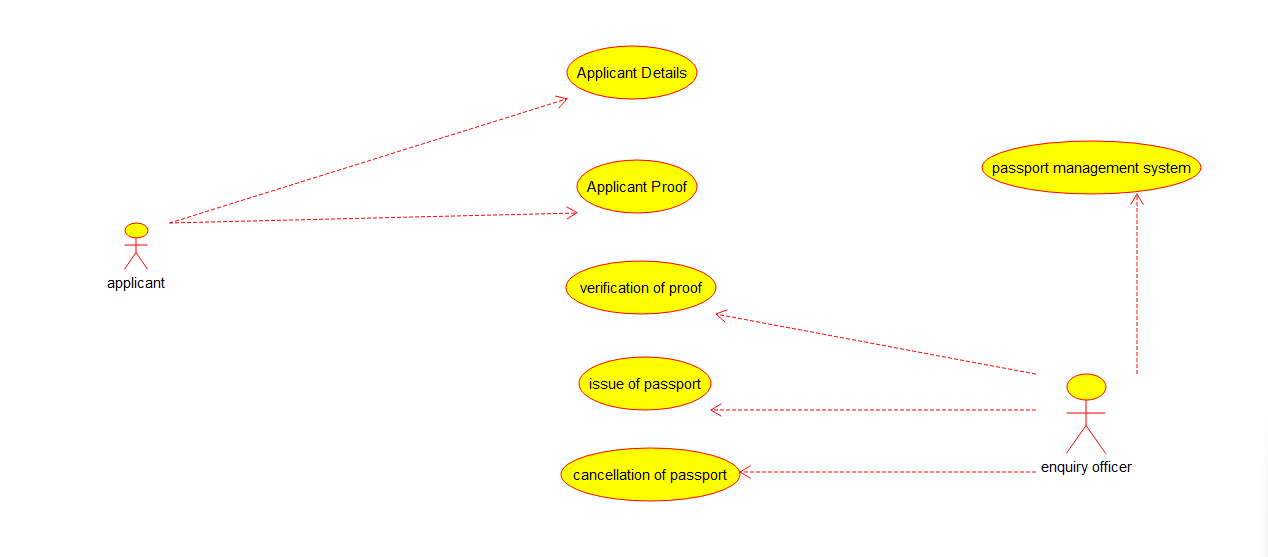 Applicant Details
passport management system
Applicant Proof
applicant
verification of proof
issue of passport
enquiry officer
cancellation of passport